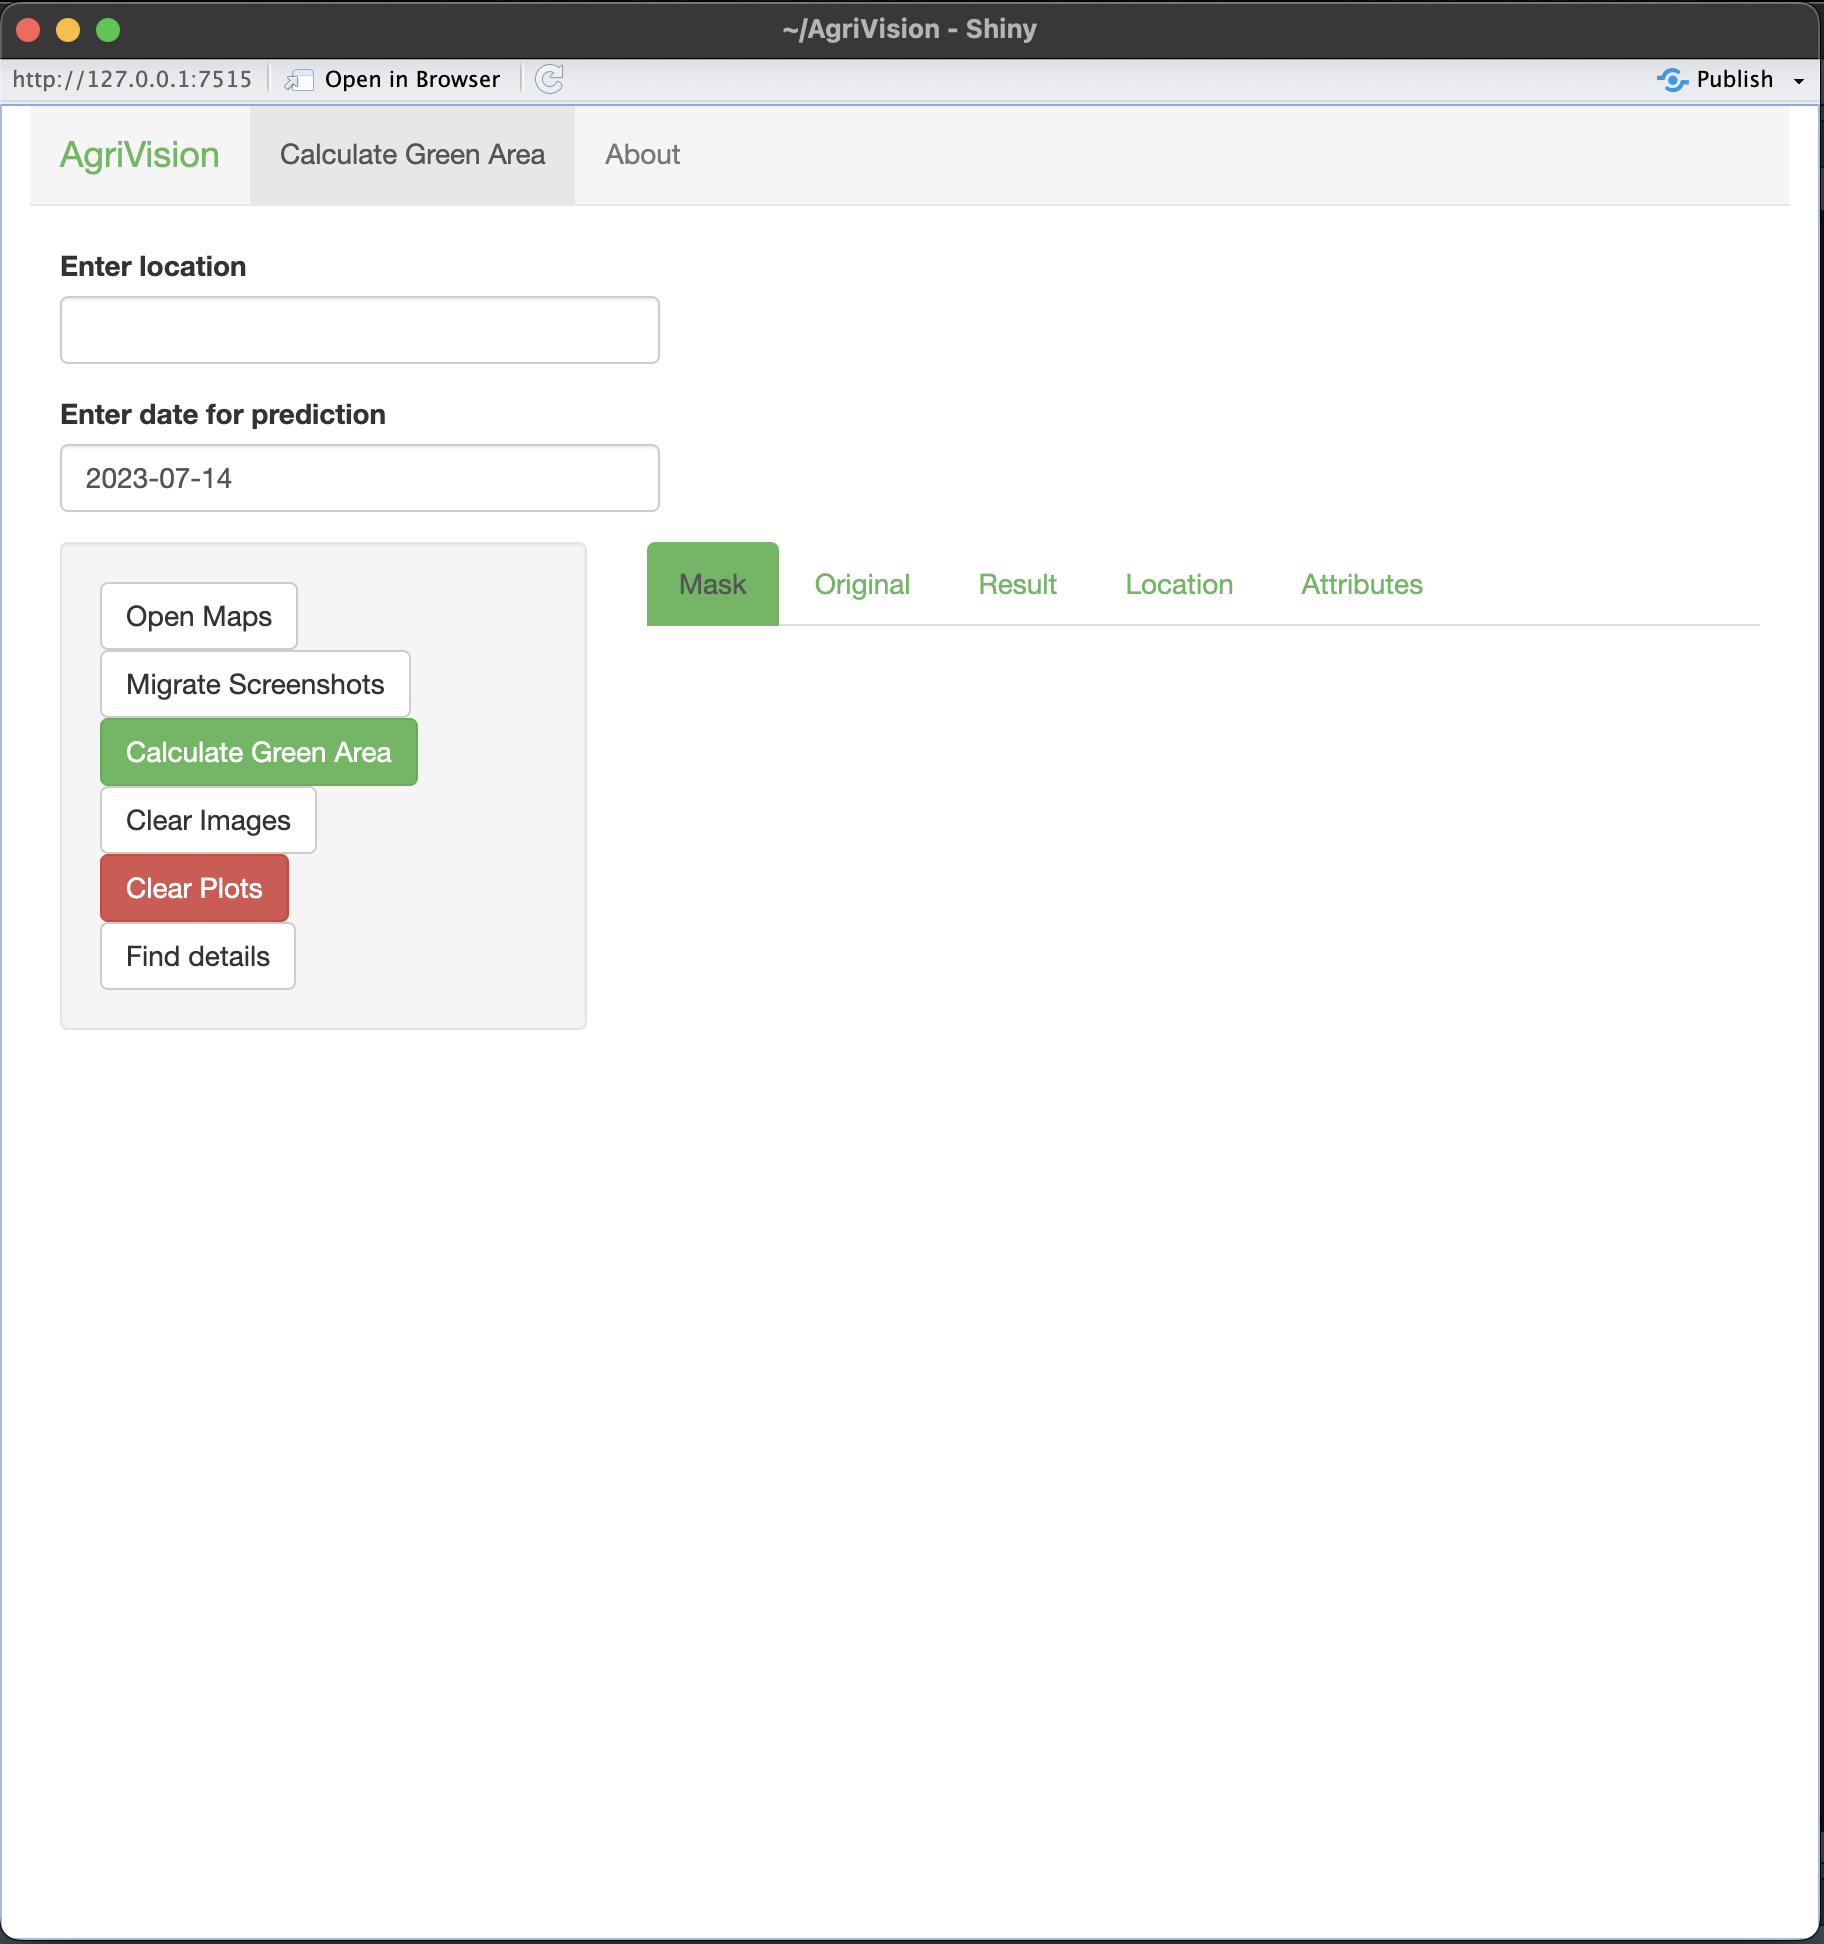 ~/AgriVision - Shiny
http://127.0.0.1:7515 Open in Browser Publish
AgriVision Calculate Green Area About
Enter location
Enter date for prediction
2023-07-14
Mask Original Result Location Attributes
Open Maps
Migrate Screenshots
Calculate Green Area
Clear Images
Clear Plots
Find details